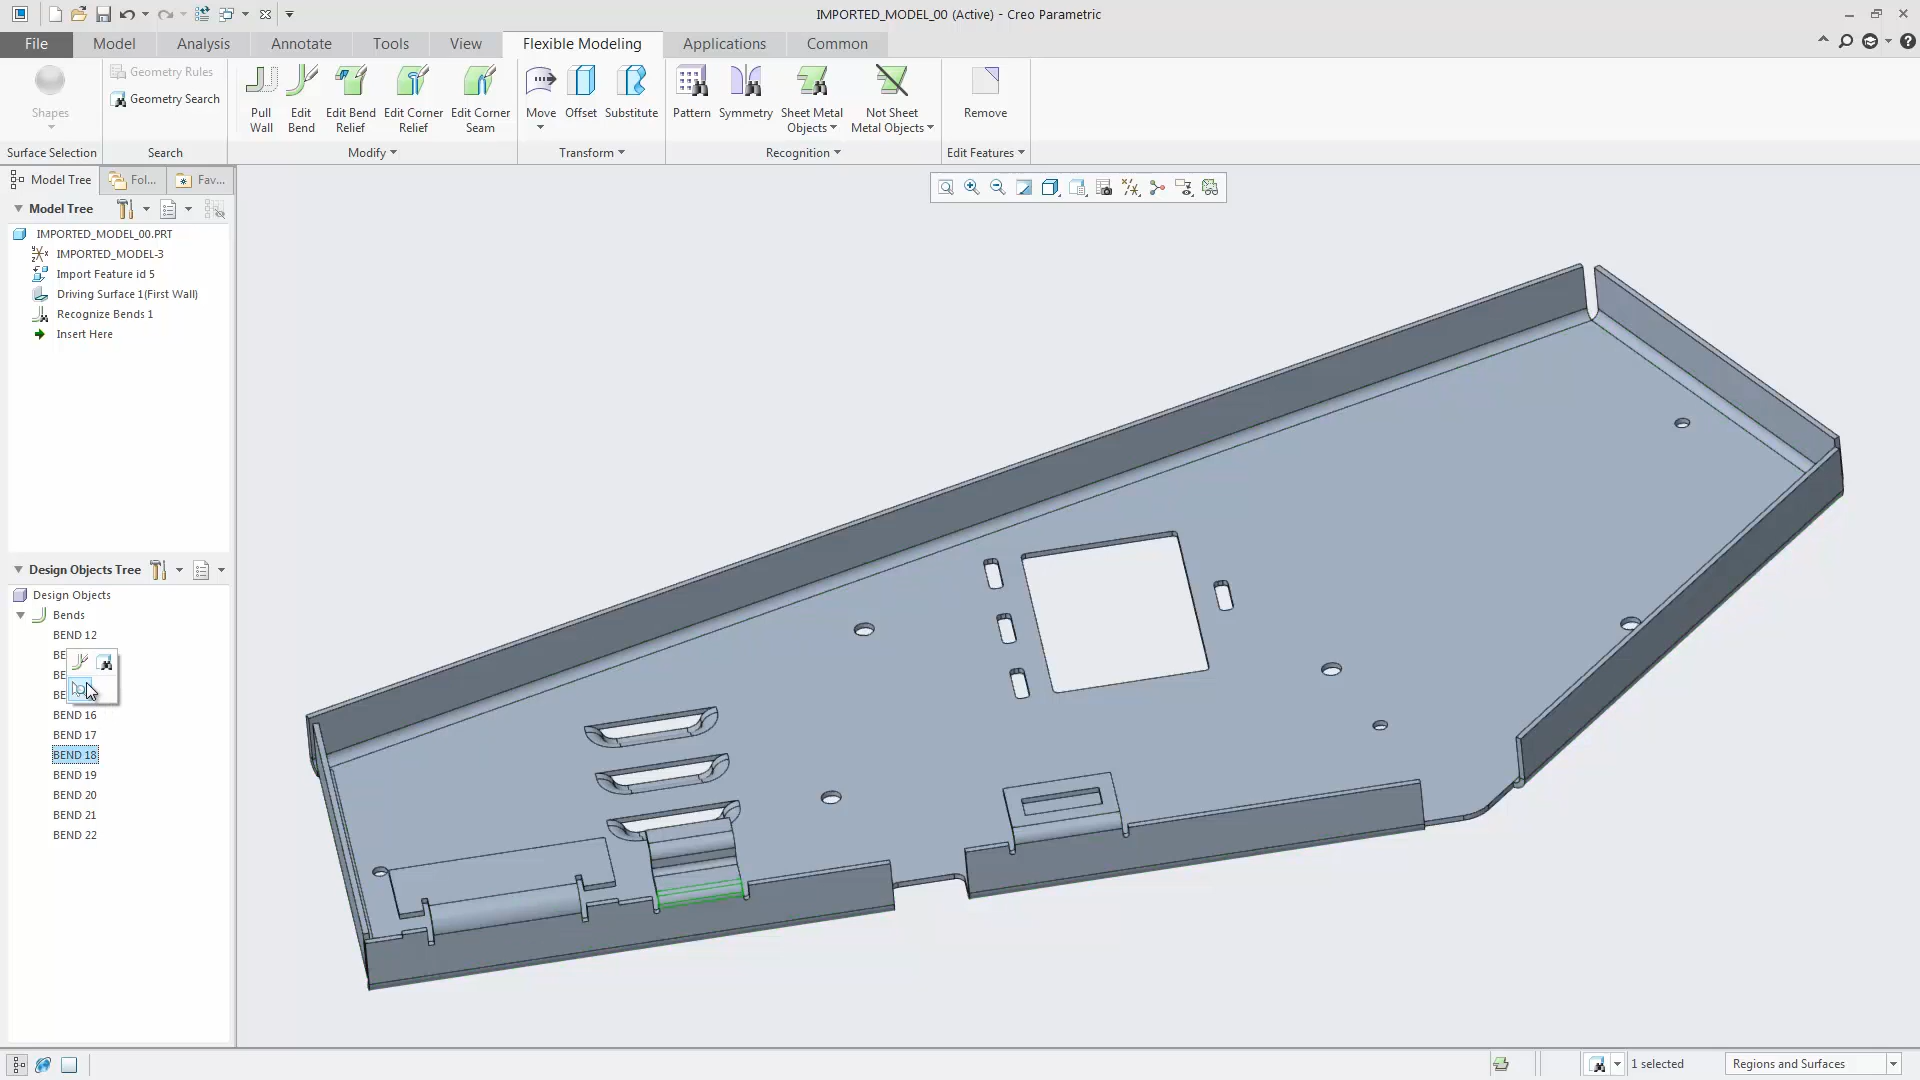 IMPORTED_MODEL_00 (Active) - Creo Parametric
File Model Analysis Annotate Tools View Flexible Modeling Applications Common
Shapes
Geometry Rules
Geometry Search
Pull Wall
Edit Bend
Edit Bend Relief
Edit Corner Relief
Edit Corner Seam
Move
Offset
Substitute
Pattern
Symmetry
Sheet Metal Objects
Not Sheet Metal Objects
Remove
Surface Selection Search Modify Transform Recognition Edit Features
Model Tree Fol... Fav...
Model Tree
IMPORTED_MODEL_00.PRT
IMPORTED_MODEL-3
Import Feature id 5
Driving Surface 1(First Wall)
Recognize Bends 1
Insert Here
Design Objects Tree
Design Objects
Bends
BEND 12
BE
BE
BE
BEND 16
BEND 17
BEND 18
BEND 19
BEND 20
BEND 21
BEND 22
1 selected Regions and Surfaces